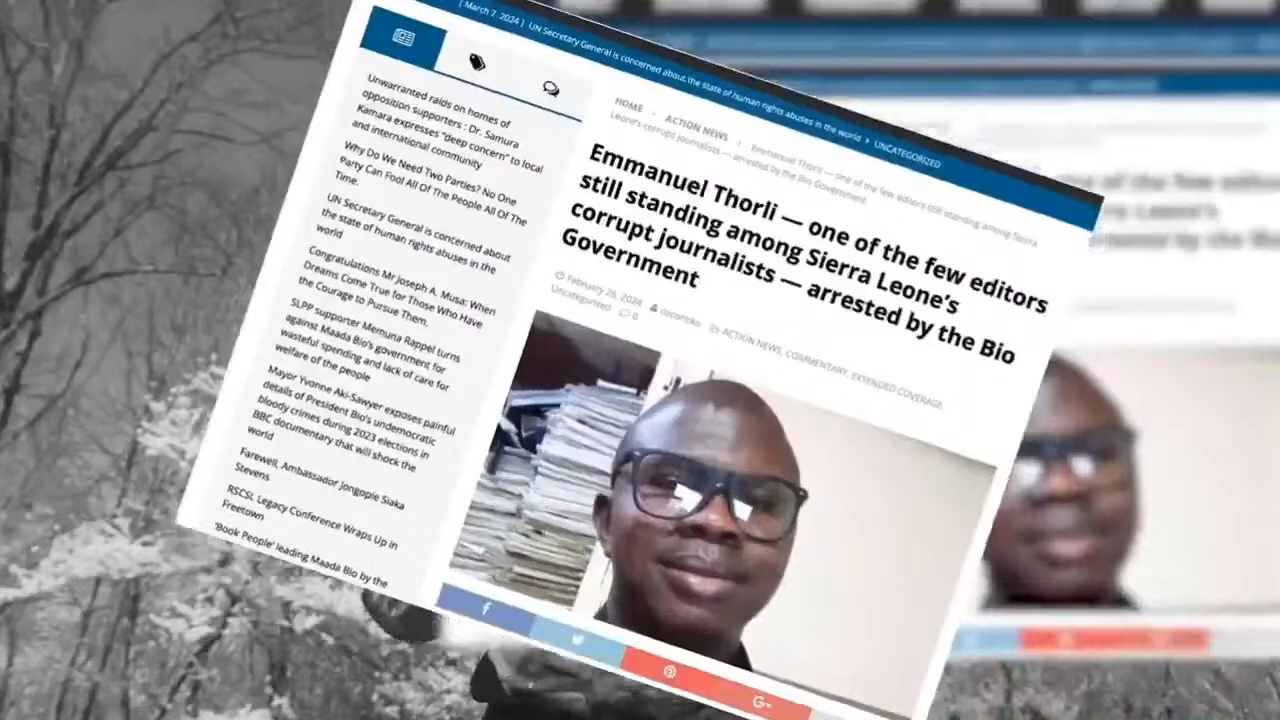 [ March 7, 2024 ] UN Secretary General is concerned about the state of human rights abuses in the world › UNCATEGORIZED
Unwarranted raids on homes of
opposition supporters : Dr. Samura
Kamara expresses “deep concern” to local
and international community
Why Do We Need Two Parties? No One
Party Can Fool All Of The People All Of The
Time.
UN Secretary General is concerned about
the state of human rights abuses in the
world
Congratulations Mr Joseph A. Musa: When
Dreams Come True for Those Who Have
the Courage to Pursue Them.
SLPP supporter Memuna Rappel turns
against Maada Bio’s government for
wasteful spending and lack of care for
welfare of the people
Mayor Yvonne Aki-Sawyer exposes painful
details of President Bio’s undemocratic
bloody crimes during 2023 elections in
BBC documentary that will shock the
world
Farewell, Ambassador Jongopie Siaka
Stevens
RSCSL Legacy Conference Wraps Up in
Freetown
‘Book People’ leading Maada Bio by the
HOME › ACTION NEWS › Emmanuel Thorli — one of the few editors still standing among Sierra
Leone’s corrupt journalists — arrested by the Bio Government
Emmanuel Thorli — one of the few editors
still standing among Sierra Leone’s
corrupt journalists — arrested by the Bio
Government
February 26, 2024 ACTION NEWS, COMMENTARY, EXTENDED COVERAGE,
Uncategorized 0